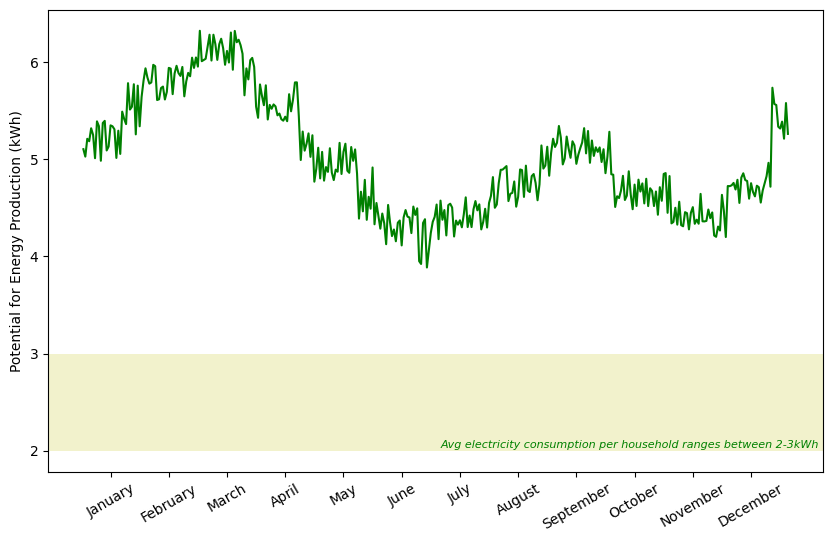 Potential for Energy Production (kWh)
6
5
4
3
2
Avg electricity consumption per household ranges between 2-3kWh
January
February
March
April
May
June
July
August
September
October
November
December